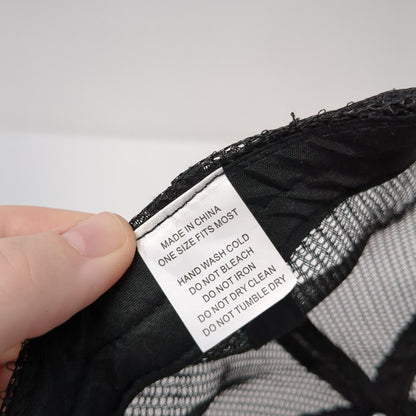 MADE IN CHINA
ONE SIZE FITS MOST
HAND WASH COLD
DO NOT BLEACH
DO NOT IRON
DO NOT DRY CLEAN
DO NOT TUMBLE DRY